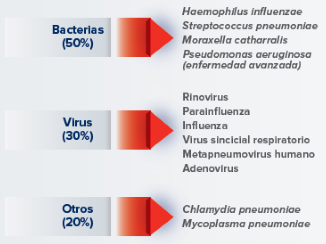 Bacterias
(50%)
Haemophilus influenzae
Streptococcus pneumoniae
Moraxella catharralis
Pseudomonas aeruginosa
(enfermedad avanzada)
Virus
(30%)
Rinovirus
Parainfluenza
Influenza
Virus sincicial respiratorio
Metapneumovirus humano
Adenovirus
Otros
(20%)
Chlamydia pneumoniae
Mycoplasma pneumoniae